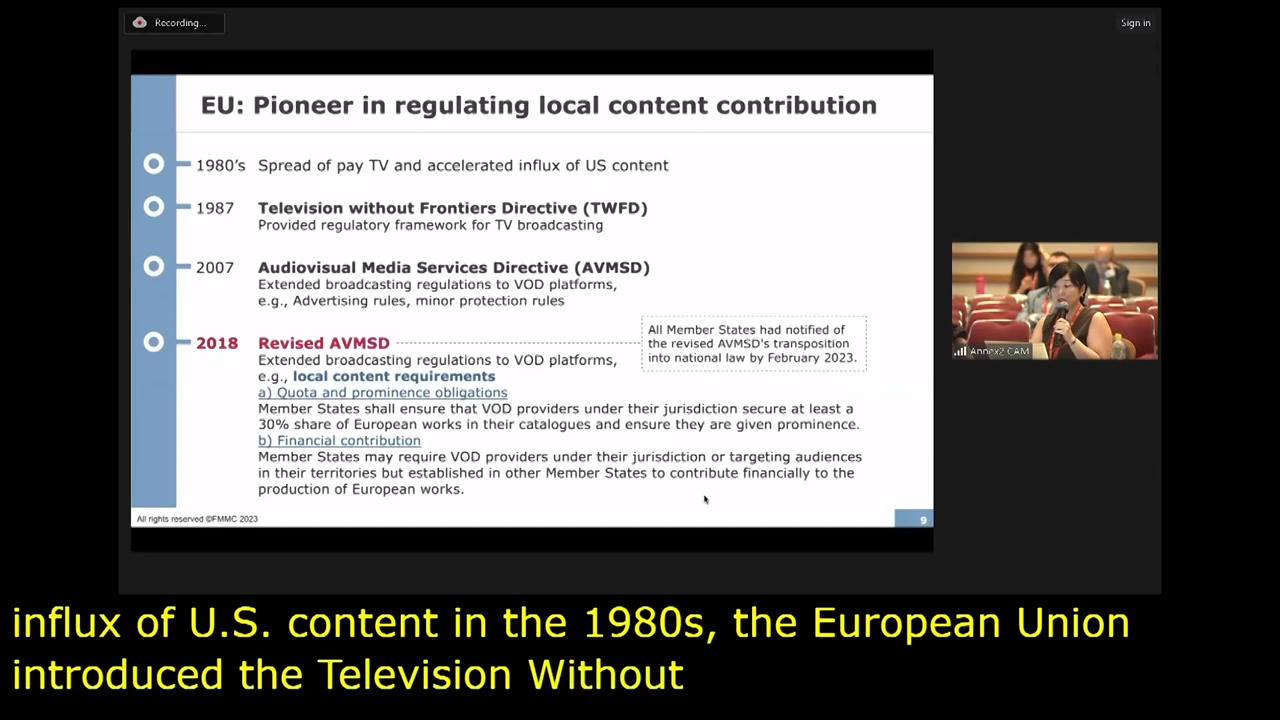 Recording...
Sign in
EU: Pioneer in regulating local content contribution
1980's Spread of pay TV and accelerated influx of US content
1987 Television without Frontiers Directive (TWFD)
Provided regulatory framework for TV broadcasting
2007 Audiovisual Media Services Directive (AVMSD)
Extended broadcasting regulations to VOD platforms,
e.g., Advertising rules, minor protection rules
2018 Revised AVMSD
All Member States had notified of
the revised AVMSD's transposition
into national law by February 2023.
Extended broadcasting regulations to VOD platforms,
e.g., local content requirements
a) Quota and prominence obligations
Member States shall ensure that VOD providers under their jurisdiction secure at least a
30% share of European works in their catalogues and ensure they are given prominence.
b) Financial contribution
Member States may require VOD providers under their jurisdiction or targeting audiences
in their territories but established in other Member States to contribute financially to the
production of European works.
All rights reserved ©FMMC 2023
9
Annex2 CAM
influx of U.S. content in the 1980s, the European Union
introduced the Television Without